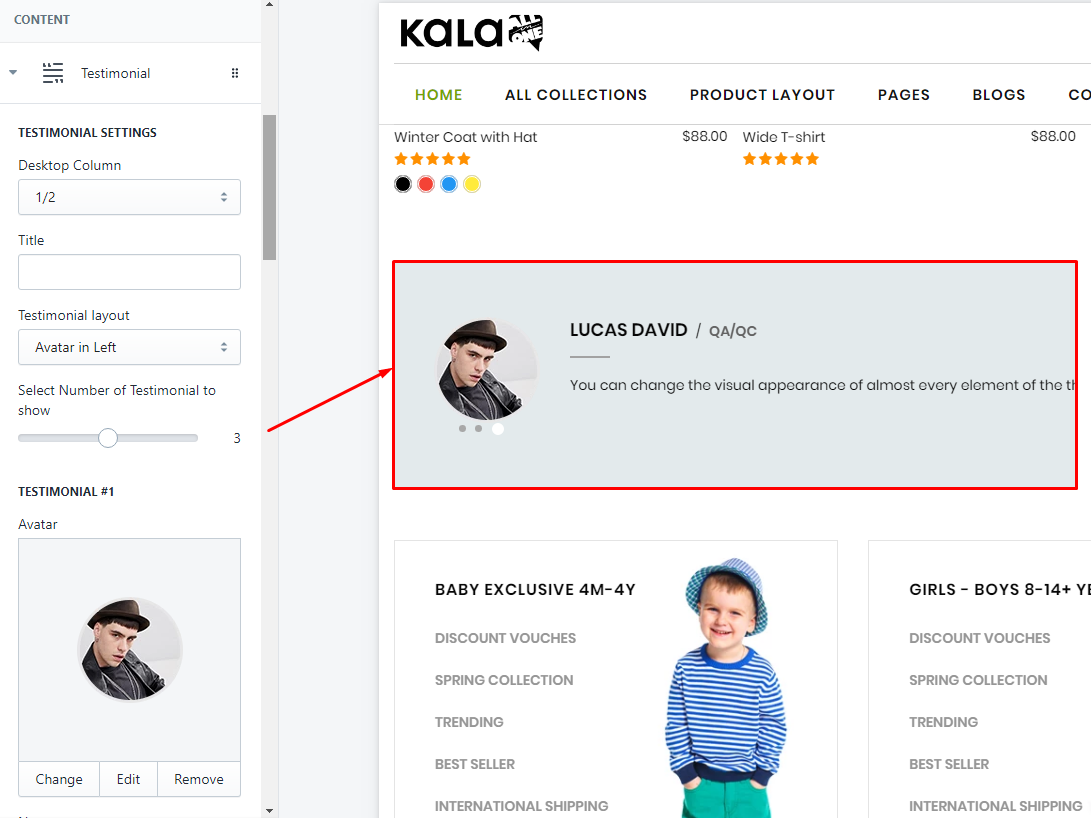 CONTENT
Testimonial
TESTIMONIAL SETTINGS
Desktop Column
1/2
Title
Testimonial layout
Avatar in Left
Select Number of Testimonial to
show
3
TESTIMONIAL #1
Avatar
Change Edit Remove
KALA ALL IN ONE
HOME ALL COLLECTIONS PRODUCT LAYOUT PAGES BLOGS CO
Winter Coat with Hat $88.00 Wide T-shirt $88.00
LUCAS DAVID / QA/QC
You can change the visual appearance of almost every element of the th
BABY EXCLUSIVE 4M-4Y
DISCOUNT VOUCHES
SPRING COLLECTION
TRENDING
BEST SELLER
INTERNATIONAL SHIPPING
GIRLS - BOYS 8-14+ YE
DISCOUNT VOUCHES
SPRING COLLECTION
TRENDING
BEST SELLER
INTERNATIONAL SHIPPING